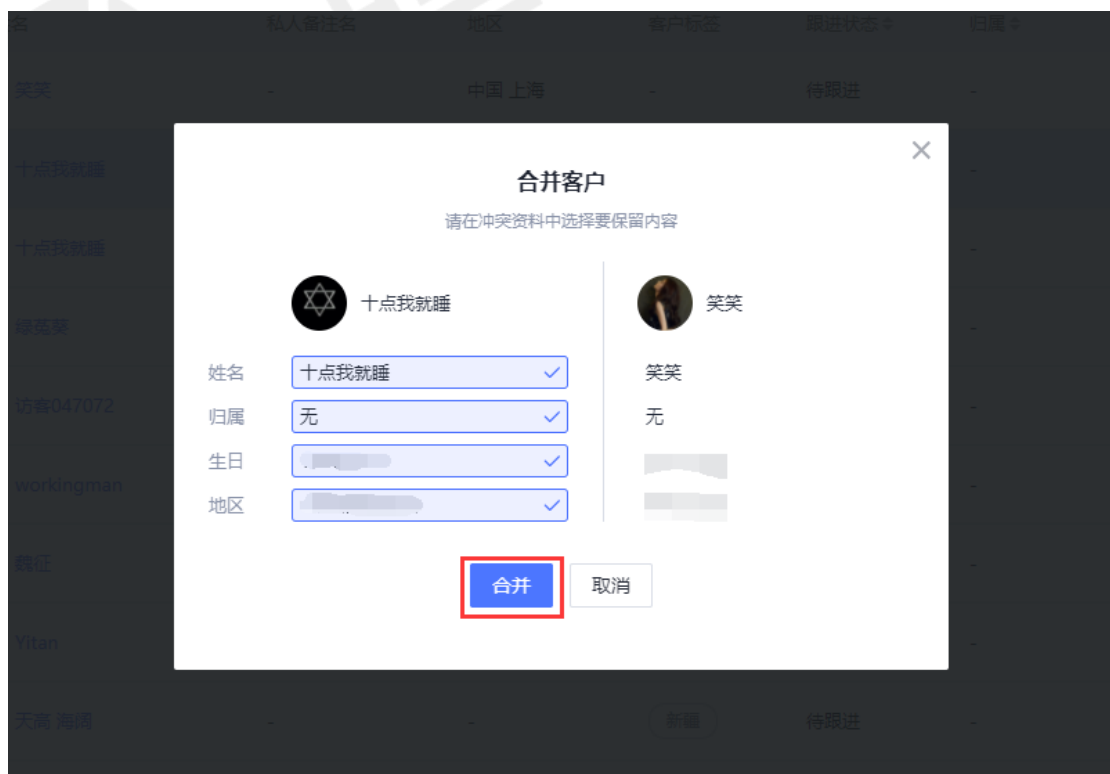 名 私人备注名 地区 客户标签 跟进状态 归属
笑笑 - 中国 上海 - 待跟进 -
十点我就睡 -
十点我就睡 -
绿菟葵 -
访客047072 -
workingman -
魏征 -
Yitan -
天高 海阔 - - 新疆 待跟进 -
合并客户
请在冲突资料中选择要保留内容
十点我就睡 笑笑
姓名 十点我就睡 笑笑
归属 无 无
生日
地区
合并 取消